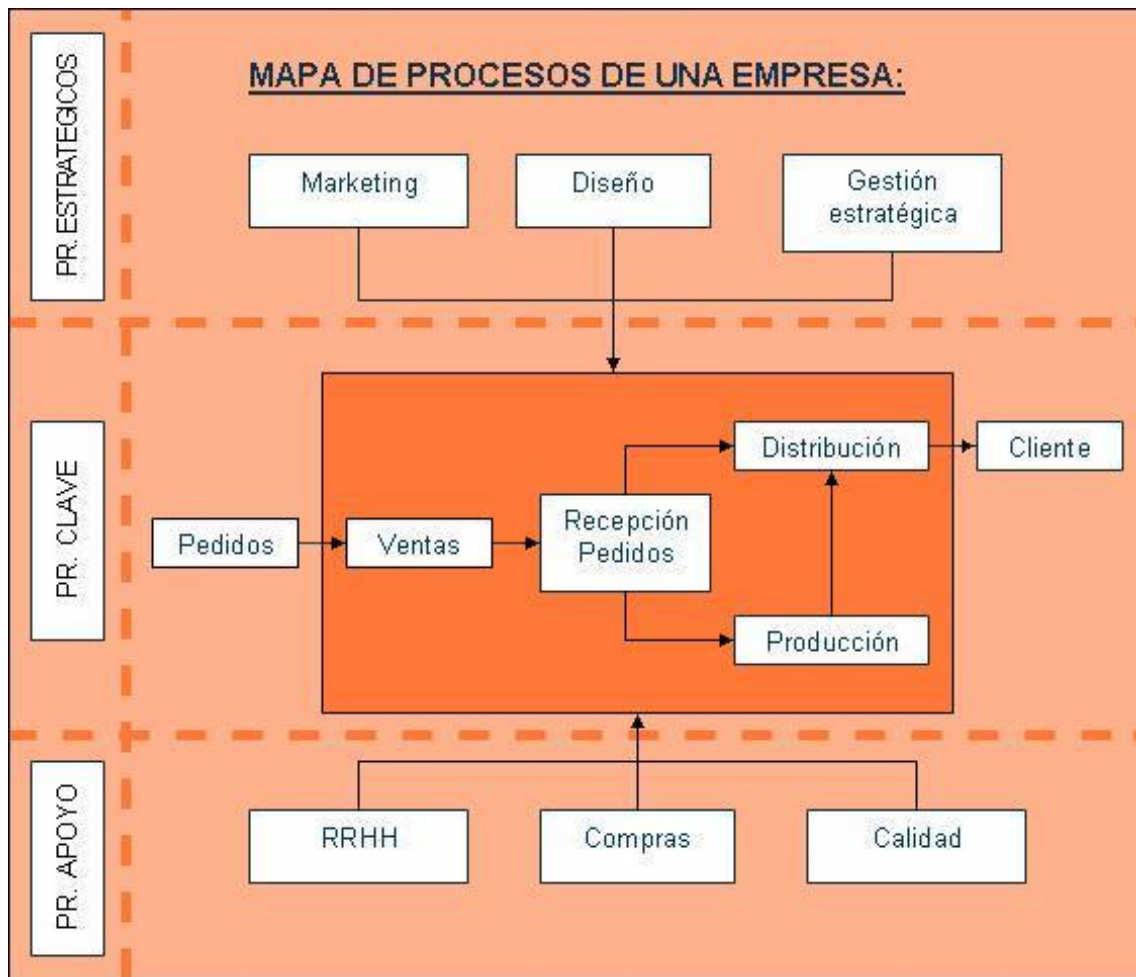 MAPA DE PROCESOS DE UNA EMPRESA:
PR. ESTRATEGICOS
Marketing
Diseño
Gestión
estratégica
PR. CLAVE
Pedidos
Ventas
Recepción
Pedidos
Distribución
Producción
Cliente
PR. APOYO
RRHH
Compras
Calidad